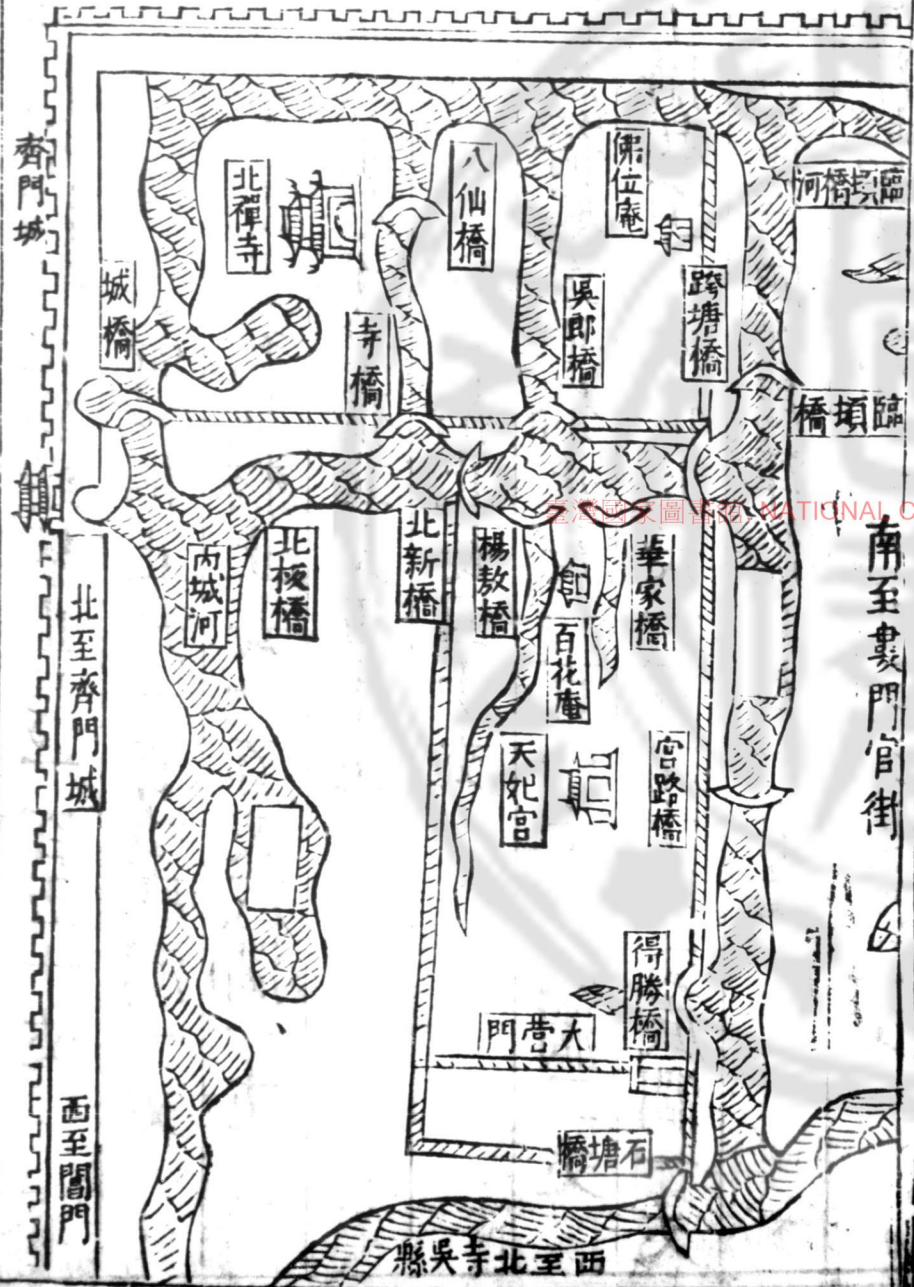 齊門城
城橋
北禪寺
寺橋
八仙橋
佛位庵
吳郎橋
跨塘橋
臨頓橋河
臨頓橋
臺灣國家圖書館, NATIONAL C
南至婁門官街
內城河
北板橋
北新橋
楊敖橋
百花庵
華家橋
天妃宮
宮路橋
得勝橋
大營門
石塘橋
北至齊門城
西至閶門
西至北寺吳縣